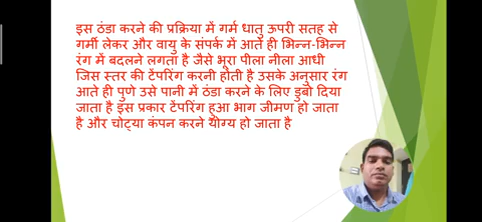 इस ठंडा करने की प्रक्रिया में गर्म धातु ऊपरी सतह से
गर्मी लेकर और वायु के संपर्क में आते ही भिन्न-भिन्न
रंग में बदलने लगता है जैसे भूरा पीला नीला आधी
जिस स्तर की टेंपरिंग करनी होती है उसके अनुसार रंग
आते ही पुणे उसे पानी में ठंडा करने के लिए डुबो दिया
जाता है इस प्रकार टेंपरिंग हुआ भाग जीमण हो जाता
है और चोट्या कंपन करने योग्य हो जाता है